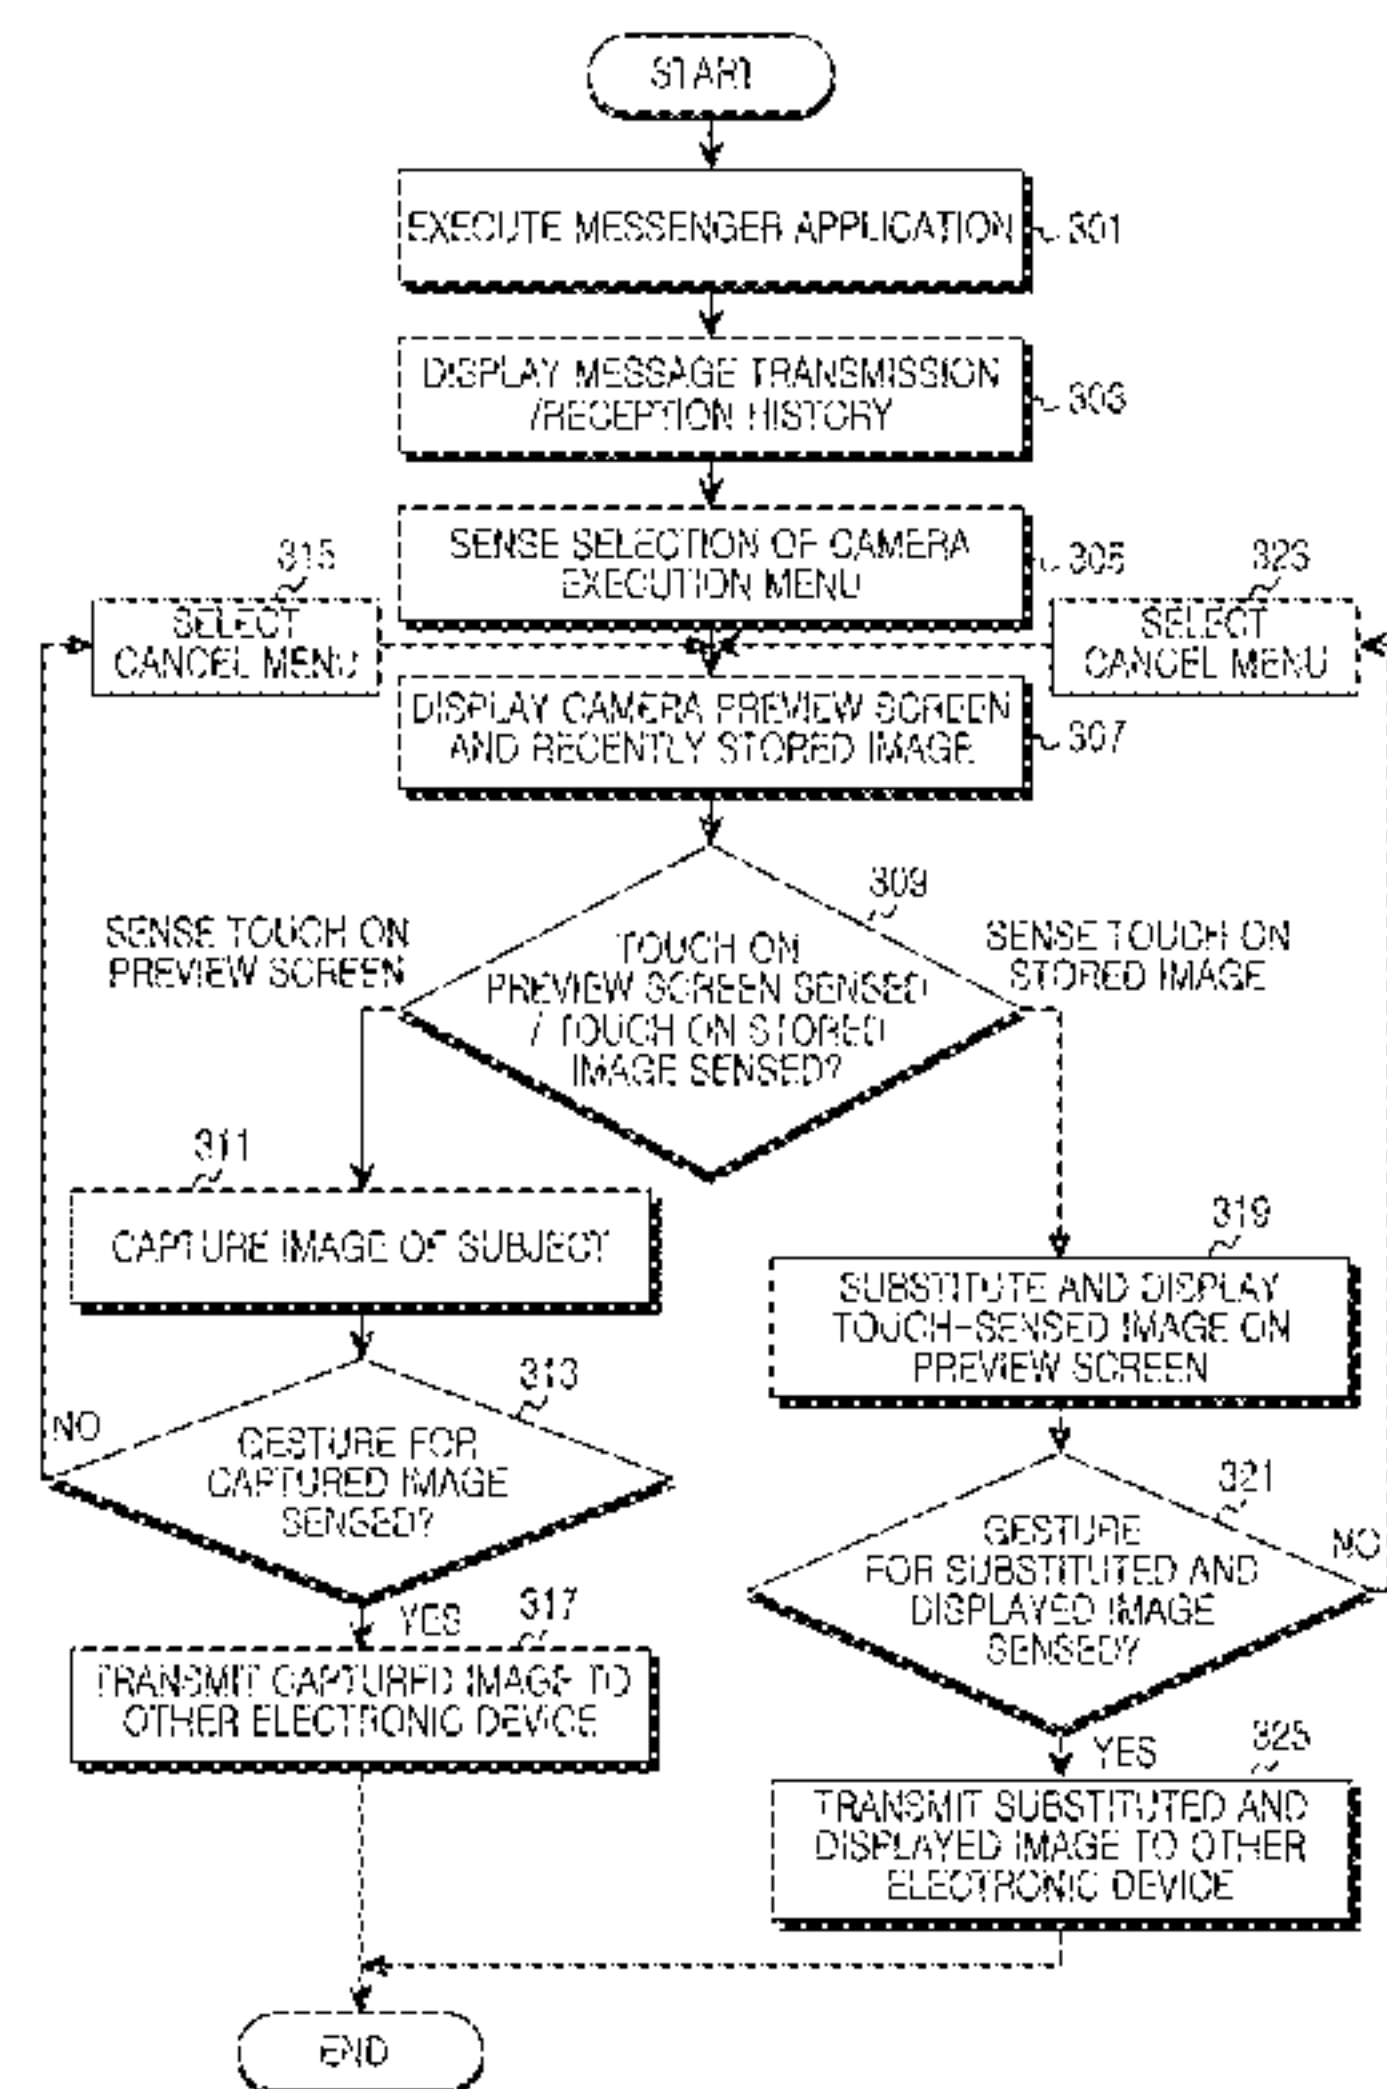 START
EXECUTE MESSENGER APPLICATION
301
DISPLAY MESSAGE TRANSMISSION
/RECEPTION HISTORY
303
SENSE SELECTION OF CAMERA
EXECUTION MENU
305
315
SELECT
CANCEL MENU
323
SELECT
CANCEL MENU
DISPLAY CAMERA PREVIEW SCREEN
AND RECENTLY STORED IMAGE
307
309
SENSE TOUCH ON
PREVIEW SCREEN
TOUCH ON
PREVIEW SCREEN SENSED
/ TOUCH ON STORED
IMAGE SENSED?
SENSE TOUCH ON
STORED IMAGE
311
CAPTURE IMAGE OF SUBJECT
319
SUBSTITUTE AND DISPLAY
TOUCH-SENSED IMAGE ON
PREVIEW SCREEN
313
NO
GESTURE FOR
CAPTURED IMAGE
SENSED?
321
NO
GESTURE
FOR SUBSTITUTED AND
DISPLAYED IMAGE
SENSED?
YES
317
TRANSMIT CAPTURED IMAGE TO
OTHER ELECTRONIC DEVICE
YES
325
TRANSMIT SUBSTITUTED AND
DISPLAYED IMAGE TO OTHER
ELECTRONIC DEVICE
END